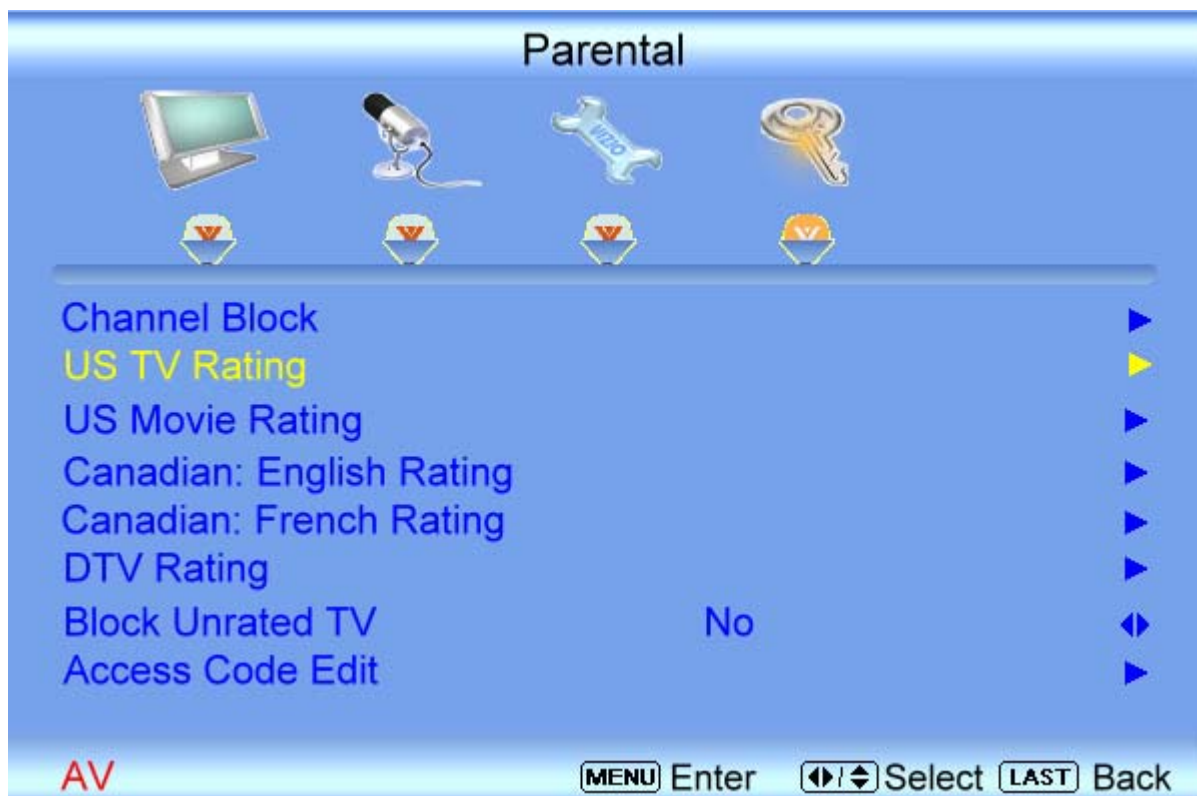 Parental
VIZIO
Channel Block
US TV Rating
US Movie Rating
Canadian: English Rating
Canadian: French Rating
DTV Rating
Block Unrated TV No
Access Code Edit
AV MENU Enter Select LAST Back